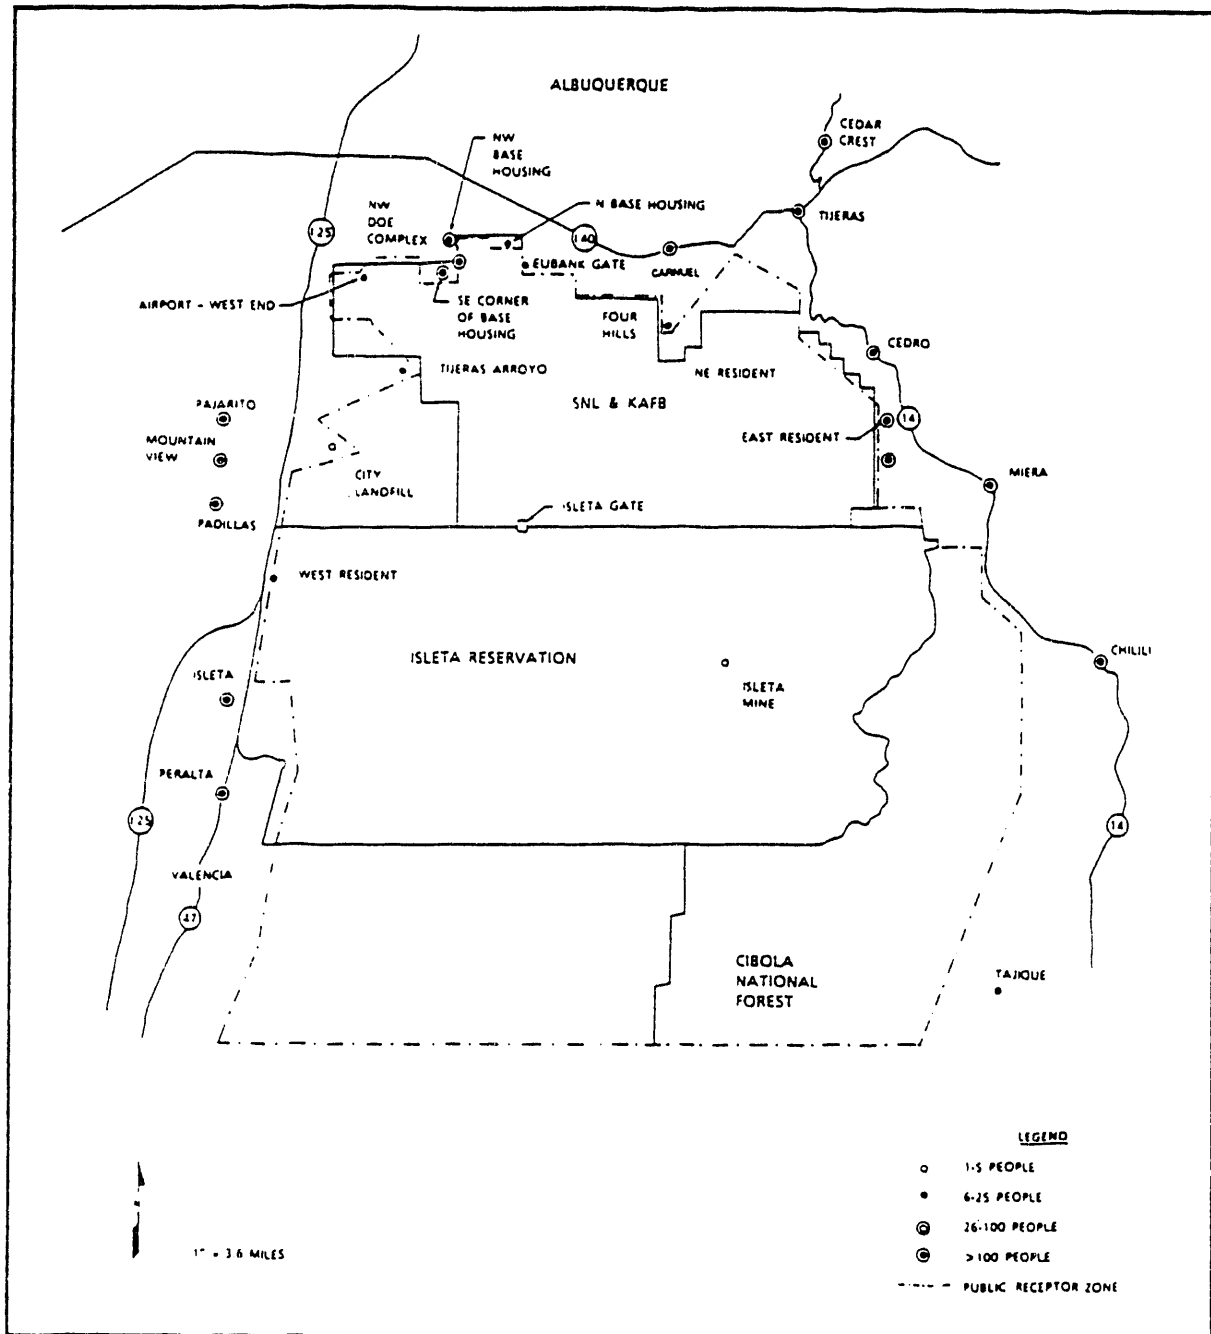 ALBUQUERQUE
CEDAR
CREST
NW
BASE
HOUSING
N BASE HOUSING
TIJERAS
NW
DOE
COMPLEX
I-25
I-40
EUBANK GATE
CARNUEL
AIRPORT - WEST END
SE CORNER
OF BASE
HOUSING
FOUR
HILLS
CEDRO
TIJERAS ARROYO
NE RESIDENT
SNL & KAFB
PAJARITO
14
EAST RESIDENT
MOUNTAIN
VIEW
CITY
LANDFILL
MIERA
PADILLAS
ISLETA GATE
WEST RESIDENT
ISLETA RESERVATION
CHILILI
ISLETA
ISLETA
MINE
PERALTA
I-25
14
VALENCIA
47
CIBOLA
NATIONAL
FOREST
TAJIQUE
LEGEND
1-5 PEOPLE
6-25 PEOPLE
26-100 PEOPLE
>100 PEOPLE
PUBLIC RECEPTOR ZONE
N
1" = 3.6 MILES